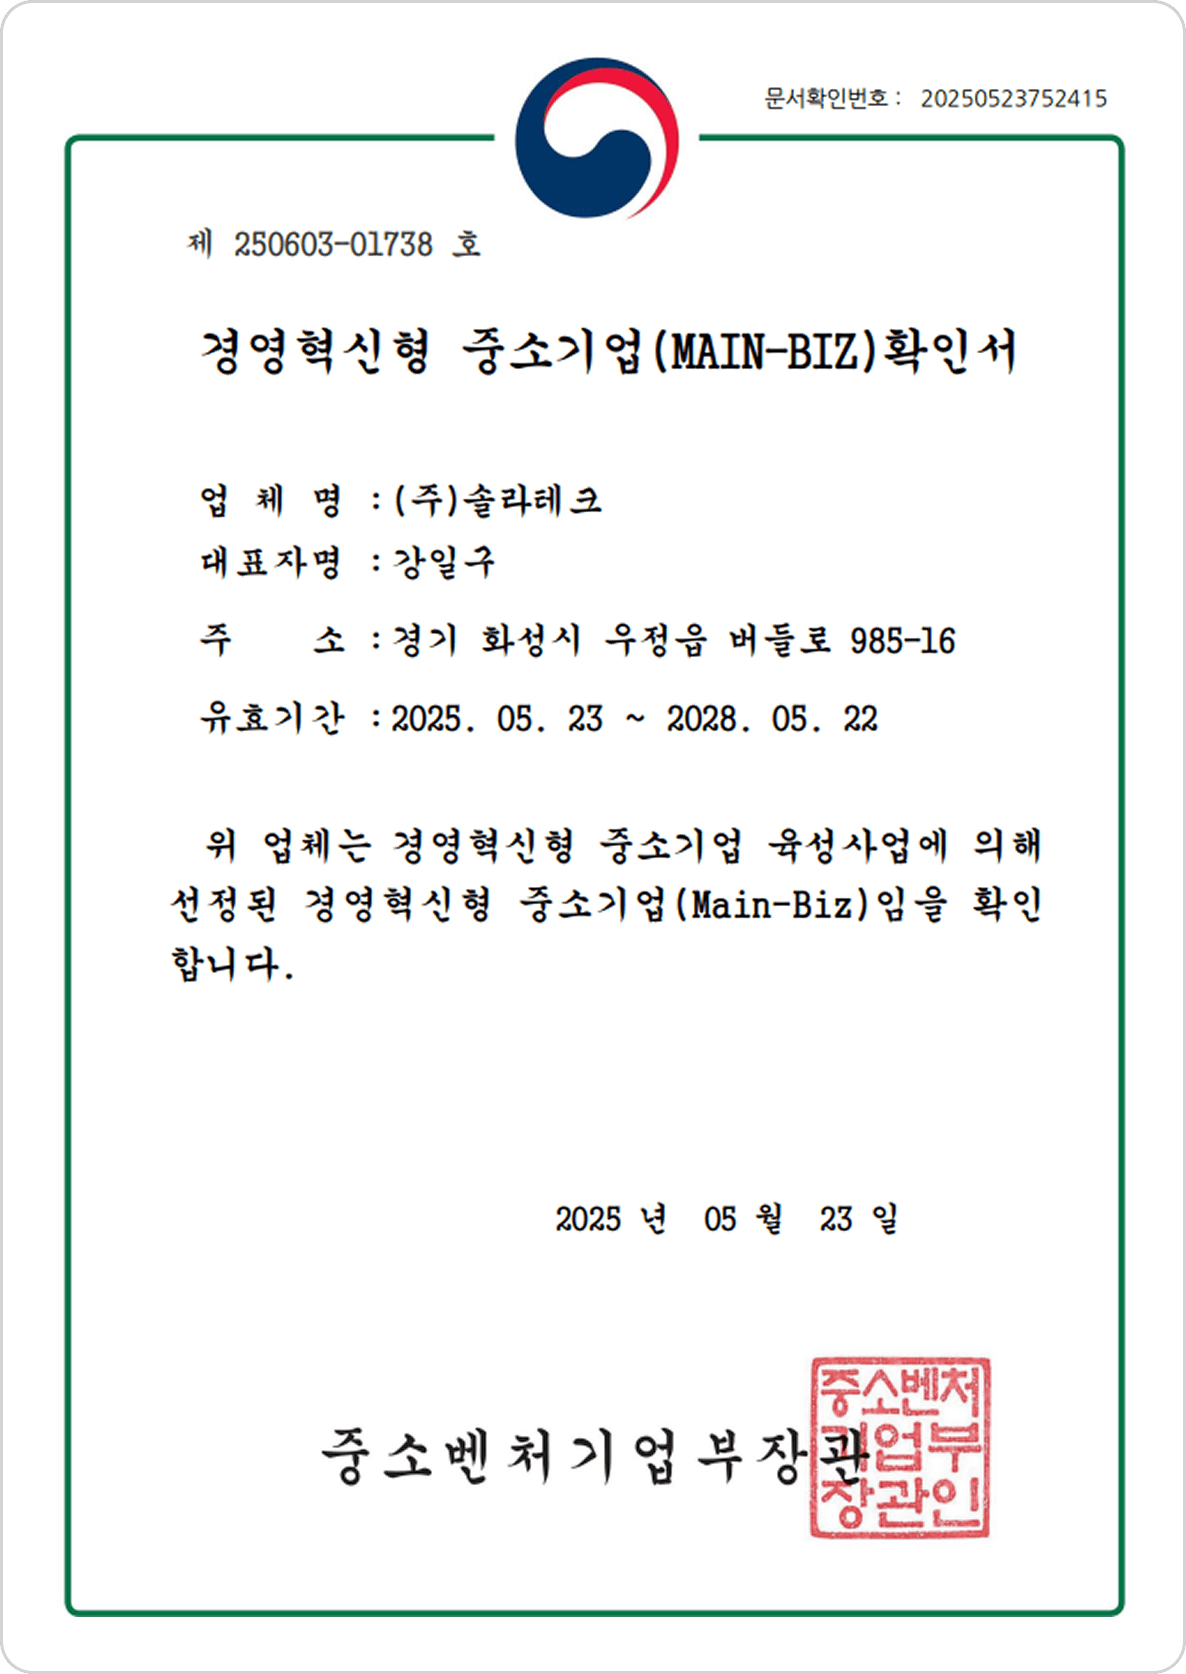 문서확인번호 : 20250523752415
제 250603-01738 호
경영혁신형 중소기업(MAIN-BIZ)확인서
업 체 명 : (주)솔라테크
대표자명 : 강일구
주 소 : 경기 화성시 우정읍 버들로 985-16
유효기간 : 2025. 05. 23 ~ 2028. 05. 22
위 업체는 경영혁신형 중소기업 육성사업에 의해
선정된 경영혁신형 중소기업(Main-Biz)임을 확인
합니다.
2025 년 05 월 23 일
중소벤처기업부장관
중소벤처
기업부
장관인